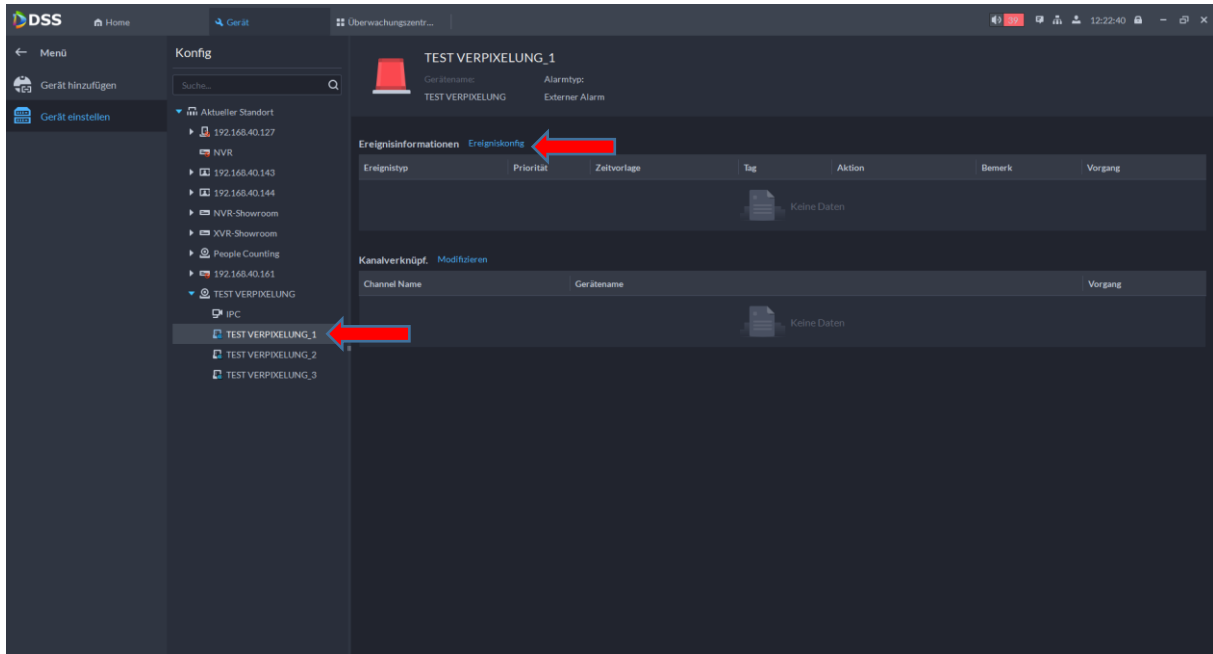 DSS
Home
Gerät
Überwachungszentr...
39
12:22:40
Menü
Gerät hinzufügen
Gerät einstellen
Konfig
Suche...
Aktueller Standort
192.168.40.127
NVR
192.168.40.143
192.168.40.144
NVR-Showroom
XVR-Showroom
People Counting
192.168.40.161
TEST VERPIXELUNG
IPC
TEST VERPIXELUNG_1
TEST VERPIXELUNG_2
TEST VERPIXELUNG_3
TEST VERPIXELUNG_1
Gerätename: Alarmtyp:
TEST VERPIXELUNG Externer Alarm
Ereignisinformationen Ereigniskonfig
Ereignistyp Priorität Zeitvorlage Tag Aktion Bemerk Vorgang
Keine Daten
Kanalverknüpf. Modifizieren
Channel Name Gerätename Vorgang
Keine Daten